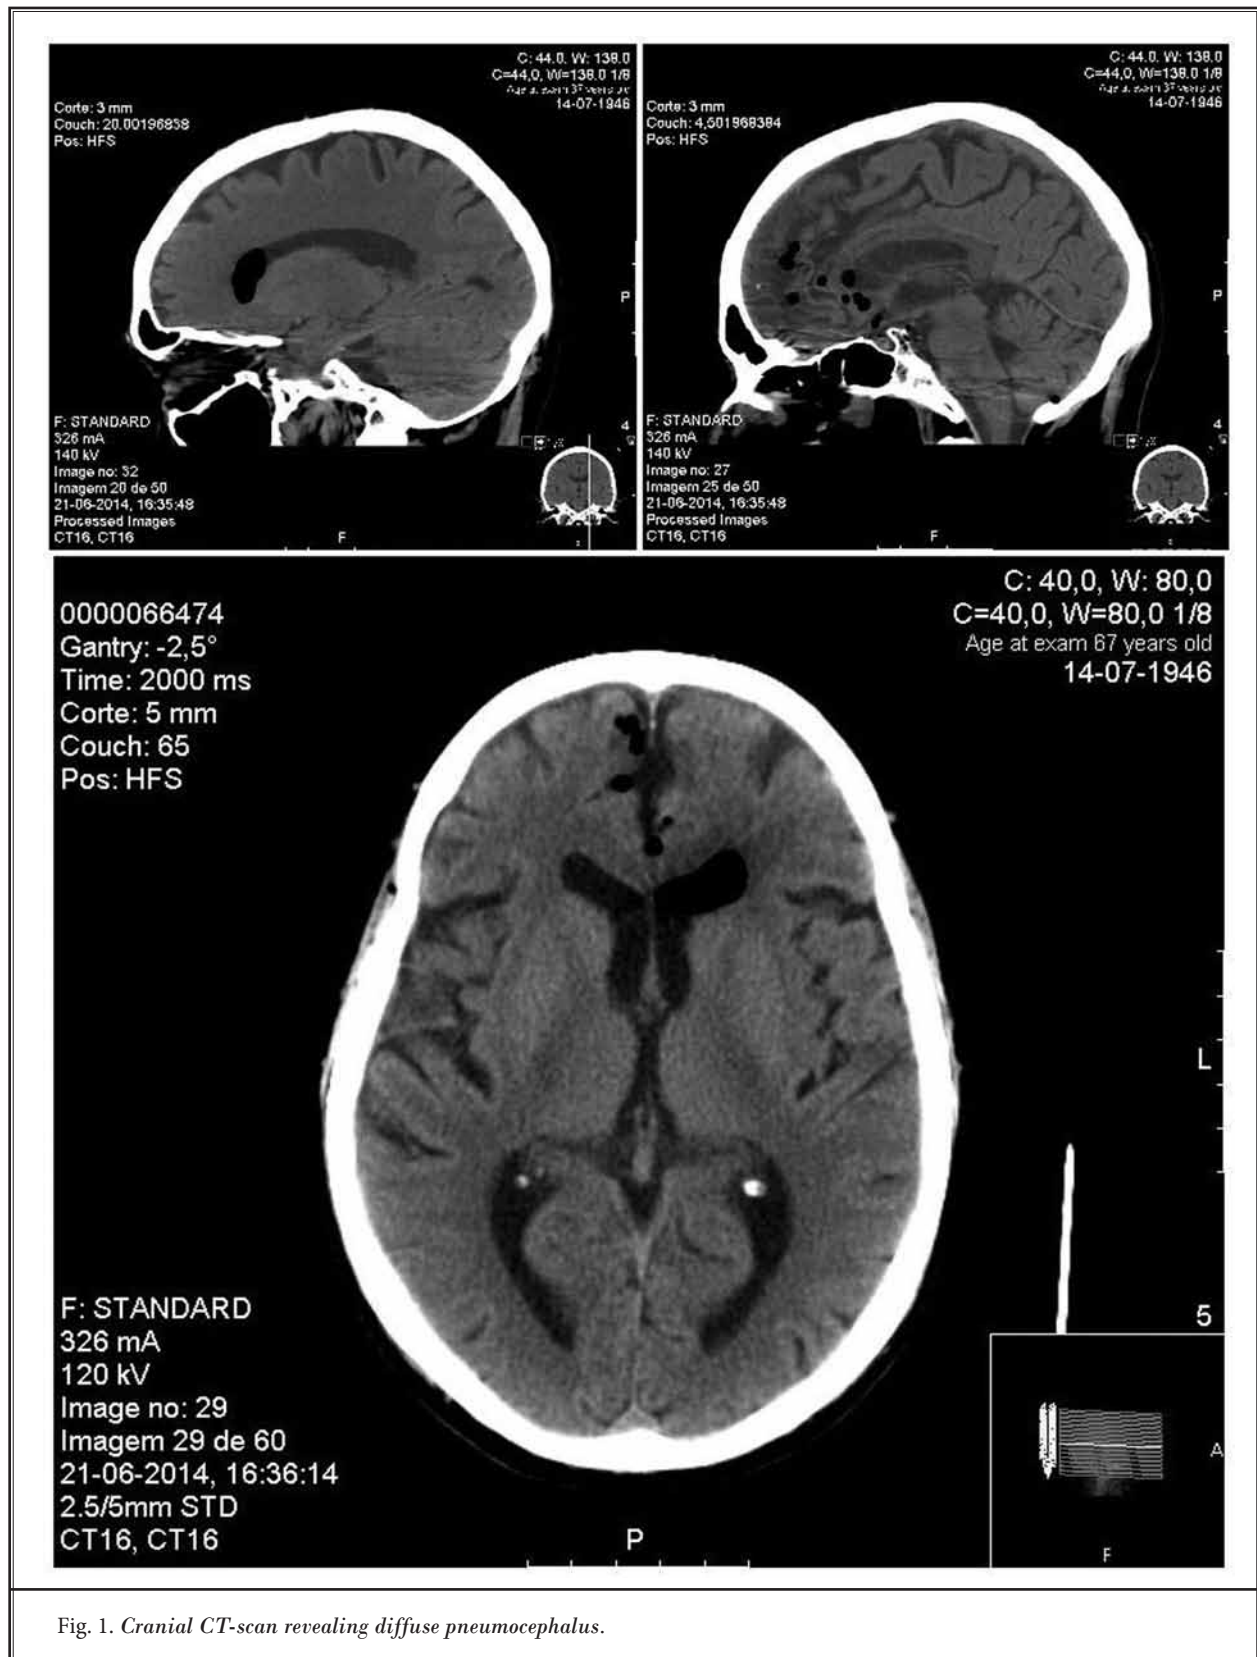 C: 44.0, W: 138.0
C=44,0, W=138.0 1/8
14-07-1946
Corte: 3 mm
Couch: 20.00196838
Pos: HFS
P
4
F: STANDARD
326 mA
140 kV
Image no: 32
Imagem 20 de 50
21-06-2014, 16:35:48
Processed Images
CT16, CT16
F
C: 44.0, W: 138.0
C=44,0, W=138.0 1/8
14-07-1946
Corte: 3 mm
Couch: 4,501968384
Pos: HFS
P
4
F: STANDARD
326 mA
140 kV
Image no: 27
Imagem 25 de 50
21-06-2014, 16:35:48
Processed Images
CT16, CT16
F
C: 40,0, W: 80,0
C=40,0, W=80,0 1/8
Age at exam 67 years old
14-07-1946
0000066474
Gantry: -2,5°
Time: 2000 ms
Corte: 5 mm
Couch: 65
Pos: HFS
L
5
F: STANDARD
326 mA
120 kV
Image no: 29
Imagem 29 de 60
21-06-2014, 16:36:14
2.5/5mm STD
CT16, CT16
P
A
F
Fig. 1. Cranial CT-scan revealing diffuse pneumocephalus.